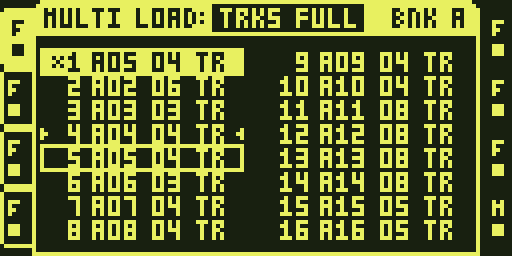 MULTI LOAD: TRKS FULL BNK A
×1 A05 04 TR
2 A02 06 TR
3 A03 03 TR
4 A04 04 TR
5 A05 04 TR
6 A06 03 TR
7 A07 04 TR
8 A08 04 TR
9 A09 04 TR
10 A10 04 TR
11 A11 08 TR
12 A12 08 TR
13 A13 08 TR
14 A14 08 TR
15 A15 05 TR
16 A16 05 TR
F
F
F
F
F
F
F
M